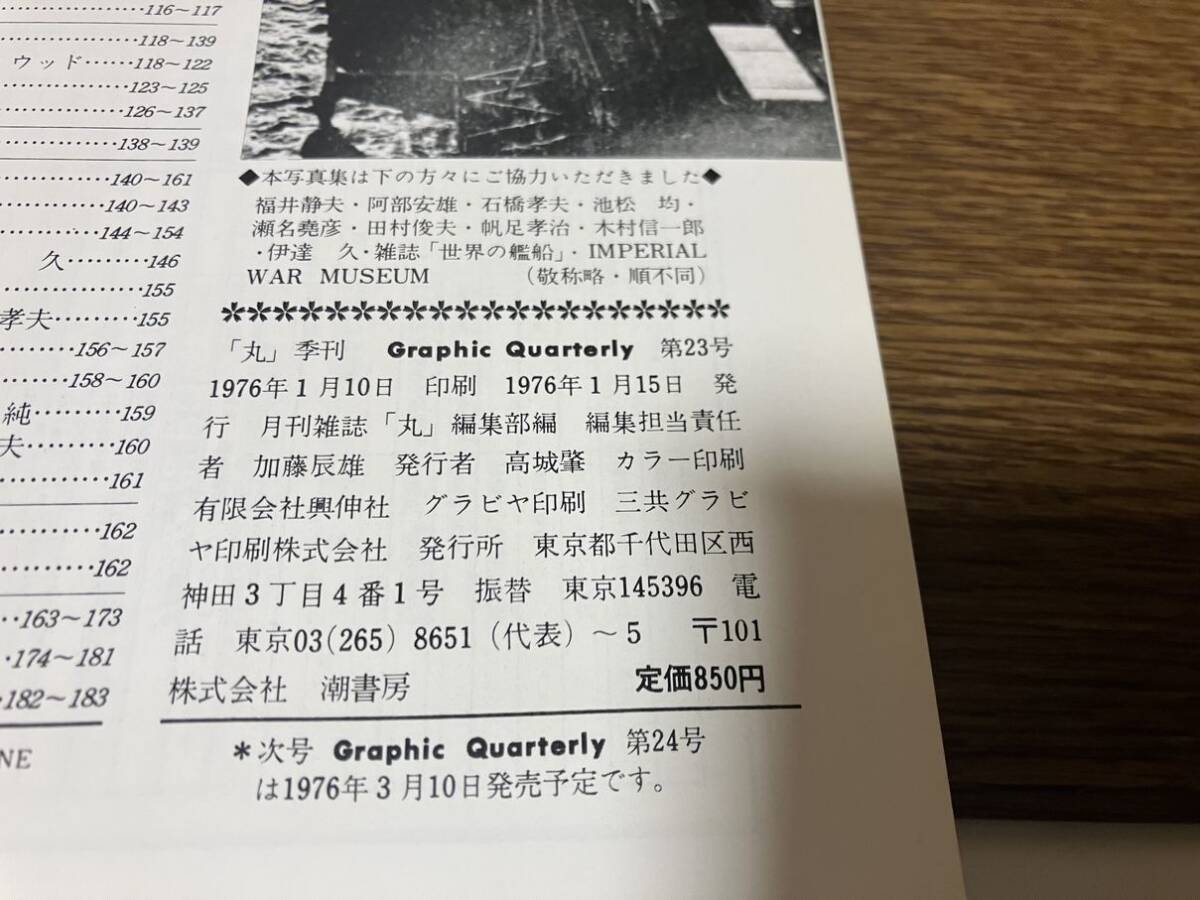 116～117
118～139
ウッド……118～122
123～125
126～137
138～139
140～161
140～143
144～154
久………146
155
孝夫………155
156～157
158～160
純………159
夫………160
161
162
162
163～173
174～181
182～183
NE
◆本写真集は下の方々にご協力いただきました◆
福井静夫・阿部安雄・石橋孝夫・池松　均・
瀬名堯彦・田村俊夫・帆足孝治・木村信一郎
・伊達　久・雑誌「世界の艦船」・IMPERIAL
WAR MUSEUM　（敬称略・順不同）
✽✽✽✽✽✽✽✽✽✽✽✽✽✽✽✽✽✽✽✽
「丸」季刊　Graphic Quarterly　第23号
1976年1月10日　印刷　1976年1月15日　発
行　月刊雑誌「丸」編集部編　編集担当責任
者　加藤辰雄　発行者　高城肇　カラー印刷
有限会社興伸社　グラビヤ印刷　三共グラビ
ヤ印刷株式会社　発行所　東京都千代田区西
神田3丁目4番1号　振替　東京145396　電
話　東京03(265) 8651（代表）～5　〒101
株式会社　潮書房　定価850円
＊次号 Graphic Quarterly 第24号
は1976年3月10日発売予定です。